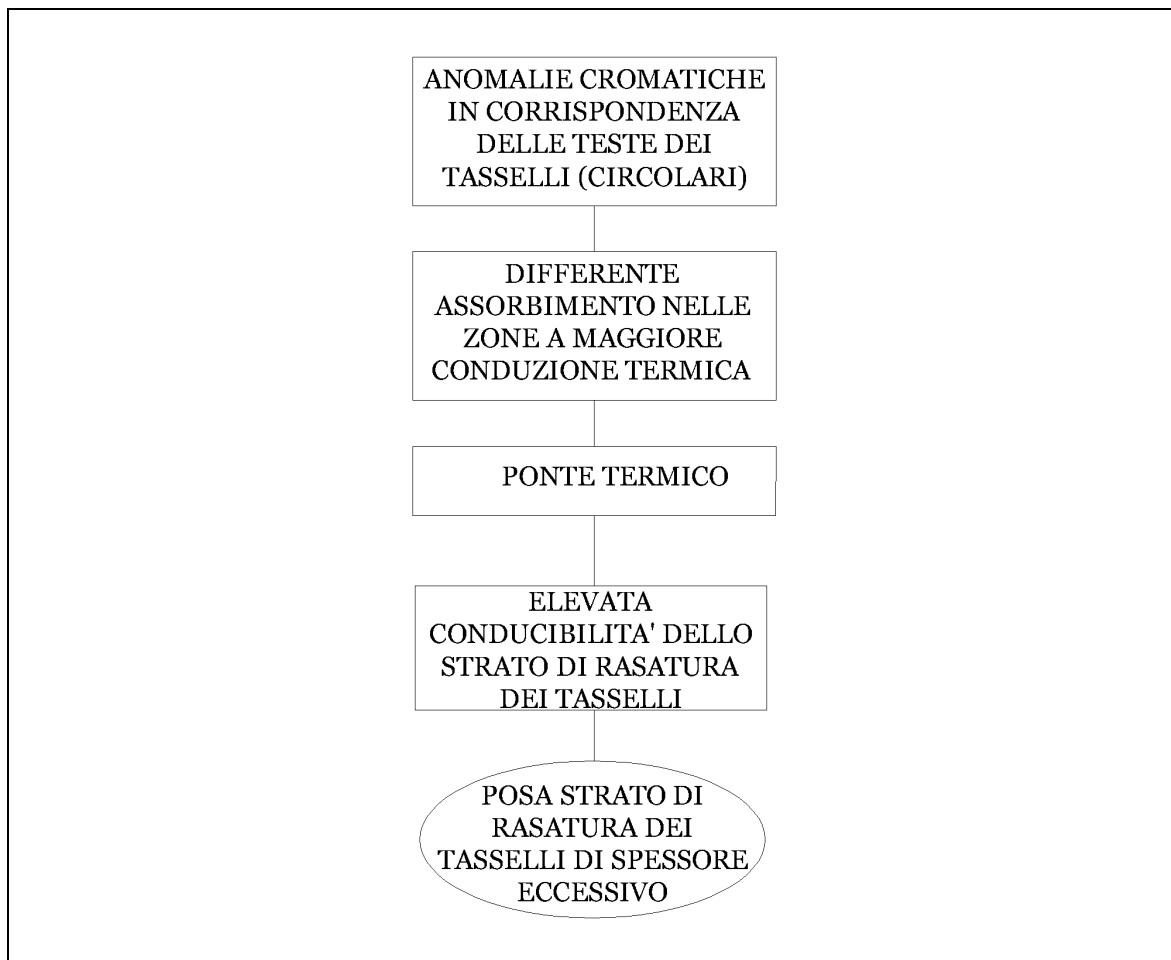 ANOMALIE CROMATICHE
IN CORRISPONDENZA
DELLE TESTE DEI
TASSELLI (CIRCOLARI)
DIFFERENTE
ASSORBIMENTO NELLE
ZONE A MAGGIORE
CONDUZIONE TERMICA
PONTE TERMICO
ELEVATA
CONDUCIBILITA' DELLO
STRATO DI RASATURA
DEI TASSELLI
POSA STRATO DI
RASATURA DEI
TASSELLI DI SPESSORE
ECCESSIVO